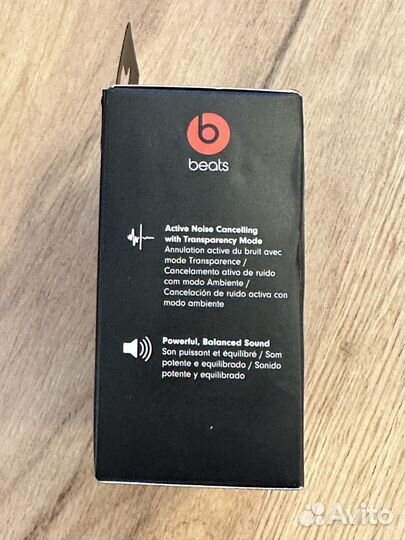 b
beats
Active Noise Cancelling
with Transparency Mode
Annulation active du bruit avec
mode Transparence /
Cancelamento ativo de ruído
com modo Ambiente /
Cancelación de ruido activa con
modo ambiente
Powerful, Balanced Sound
Son puissant et équilibré / Som
potente e equilibrado / Sonido
potente y equilibrado
Avito